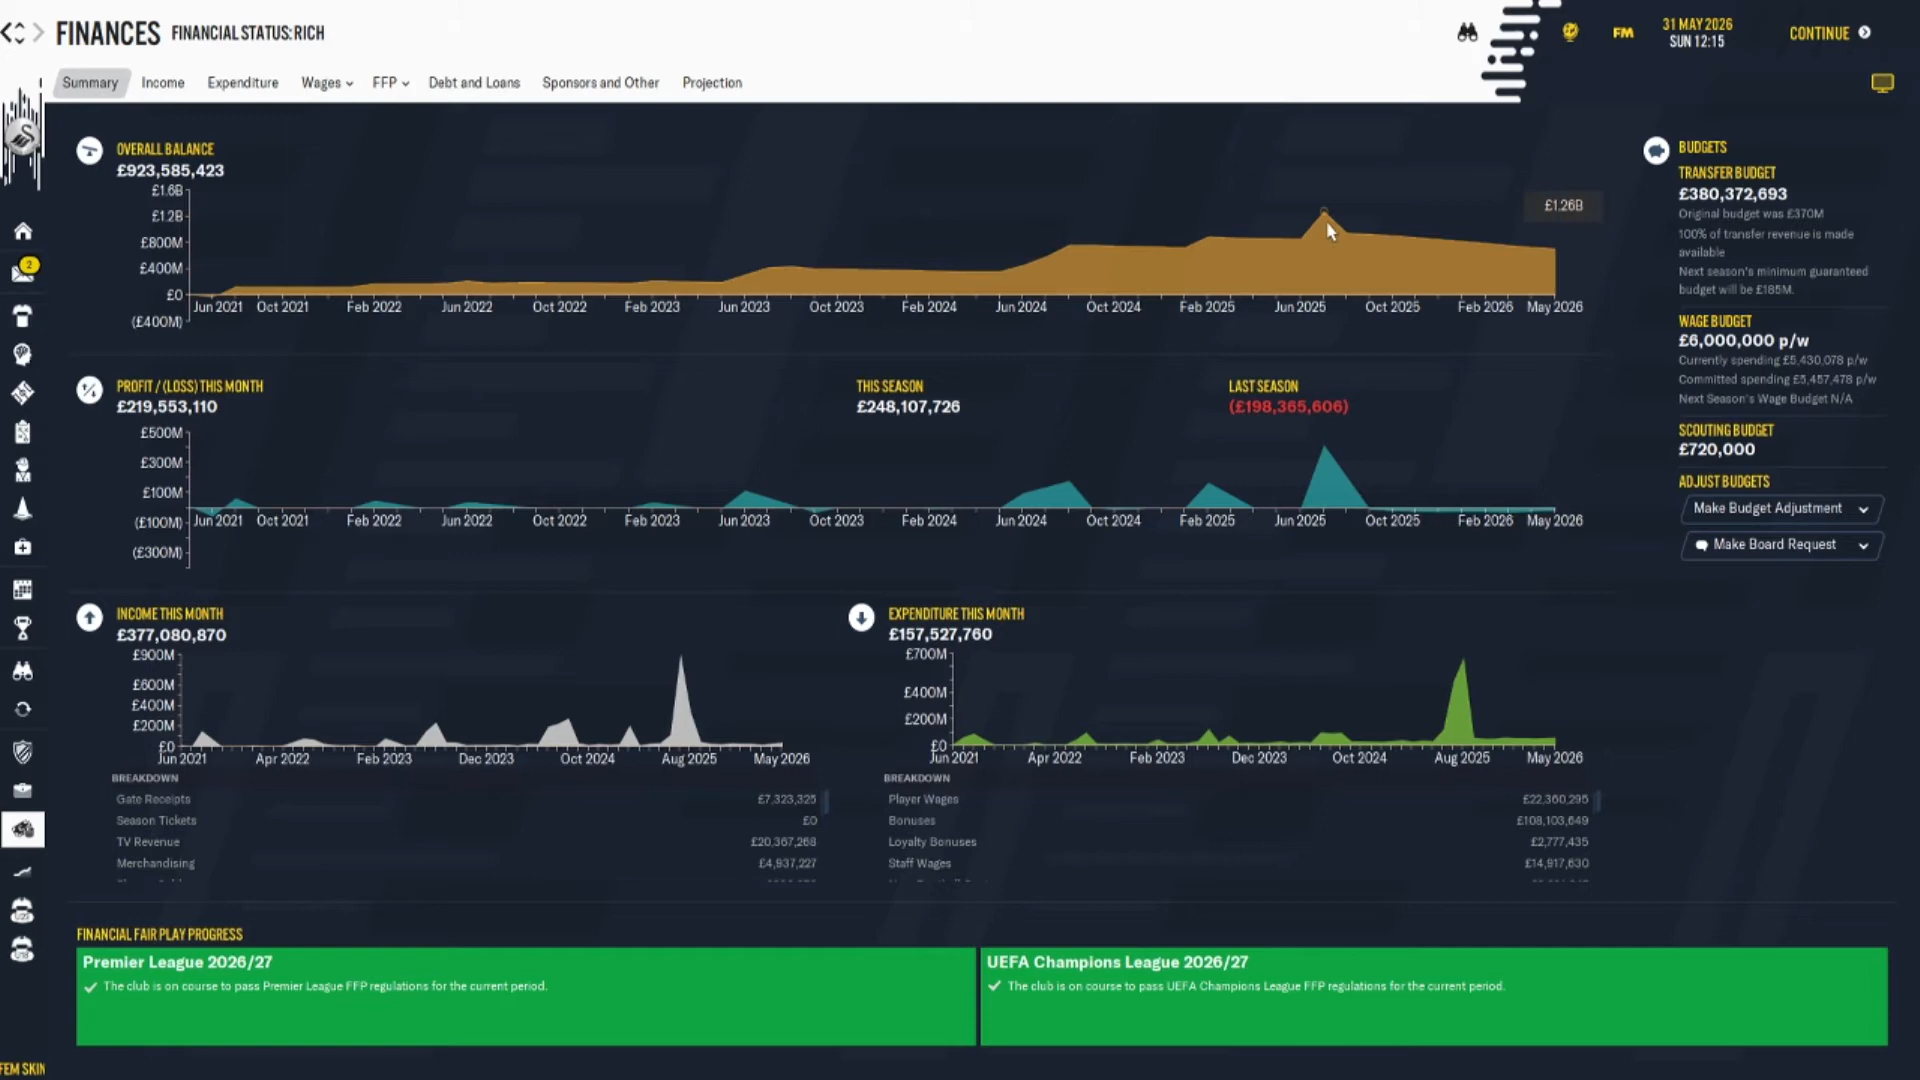 FINANCES FINANCIAL STATUS: RICH
FM
31 MAY 2026
SUN 12:15
CONTINUE
Summary Income Expenditure Wages FFP Debt and Loans Sponsors and Other Projection
OVERALL BALANCE
£923,585,423
£1.6B
£1.2B
£800M
£400M
£0
(£400M)
£1.26B
Jun 2021 Oct 2021 Feb 2022 Jun 2022 Oct 2022 Feb 2023 Jun 2023 Oct 2023 Feb 2024 Jun 2024 Oct 2024 Feb 2025 Jun 2025 Oct 2025 Feb 2026 May 2026
PROFIT / (LOSS) THIS MONTH
£219,553,110
THIS SEASON
£248,107,726
LAST SEASON
(£198,365,606)
£500M
£300M
£100M
(£100M)
(£300M)
Jun 2021 Oct 2021 Feb 2022 Jun 2022 Oct 2022 Feb 2023 Jun 2023 Oct 2023 Feb 2024 Jun 2024 Oct 2024 Feb 2025 Jun 2025 Oct 2025 Feb 2026 May 2026
INCOME THIS MONTH
£377,080,870
£900M
£600M
£400M
£200M
£0
Jun 2021 Apr 2022 Feb 2023 Dec 2023 Oct 2024 Aug 2025 May 2026
BREAKDOWN
Gate Receipts £7,323,325
Season Tickets £0
TV Revenue £20,367,268
Merchandising £4,937,227
EXPENDITURE THIS MONTH
£157,527,760
£700M
£400M
£200M
£0
Jun 2021 Apr 2022 Feb 2023 Dec 2023 Oct 2024 Aug 2025 May 2026
BREAKDOWN
Player Wages £22,360,295
Bonuses £108,103,649
Loyalty Bonuses £2,777,435
Staff Wages £14,917,630
BUDGETS
TRANSFER BUDGET
£380,372,693
Original budget was £370M
100% of transfer revenue is made
available
Next season's minimum guaranteed
budget will be £185M.
WAGE BUDGET
£6,000,000 p/w
Currently spending £5,430,078 p/w
Committed spending £5,457,478 p/w
Next Season's Wage Budget N/A
SCOUTING BUDGET
£720,000
ADJUST BUDGETS
Make Budget Adjustment
Make Board Request
FINANCIAL FAIR PLAY PROGRESS
Premier League 2026/27
The club is on course to pass Premier League FFP regulations for the current period.
UEFA Champions League 2026/27
The club is on course to pass UEFA Champions League FFP regulations for the current period.
2
FEM SKIN